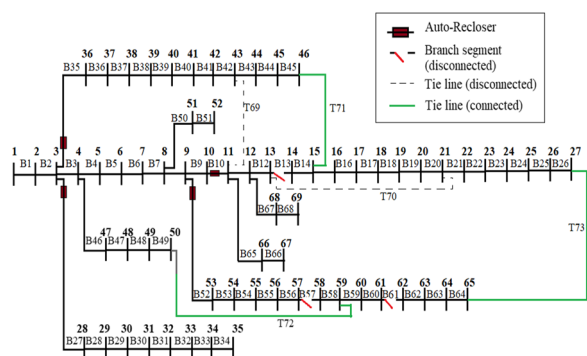 Auto-Recloser
Branch segment
(disconnected)
Tie line (disconnected)
Tie line (connected)
36 37 38 39 40 41 42 43 44 45 46
B35 B36 B37 B38 B39 B40 B41 B42 B43 B44 B45
51 52
B50 B51
T69
T71
1 2 3 4 5 6 7 8 9 10 11 12 13 14 15 16 17 18 19 20 21 22 23 24 25 26 27
B1 B2 B3 B4 B5 B6 B7 B9 B10 B12 B13 B14 B16 B17 B18 B19 B20 B21 B22 B23 B24 B25 B26
T70
68 69
B67 B68
T73
47 48 49 50
B46 B47 B48 B49
66 67
B65 B66
53 54 55 56 57 58 59 60 61 62 63 64 65
B52 B53 B54 B55 B56 B57 B58 B59 B60 B61 B62 B63 B64
T72
28 29 30 31 32 33 34 35
B27 B28 B29 B30 B31 B32 B33 B34